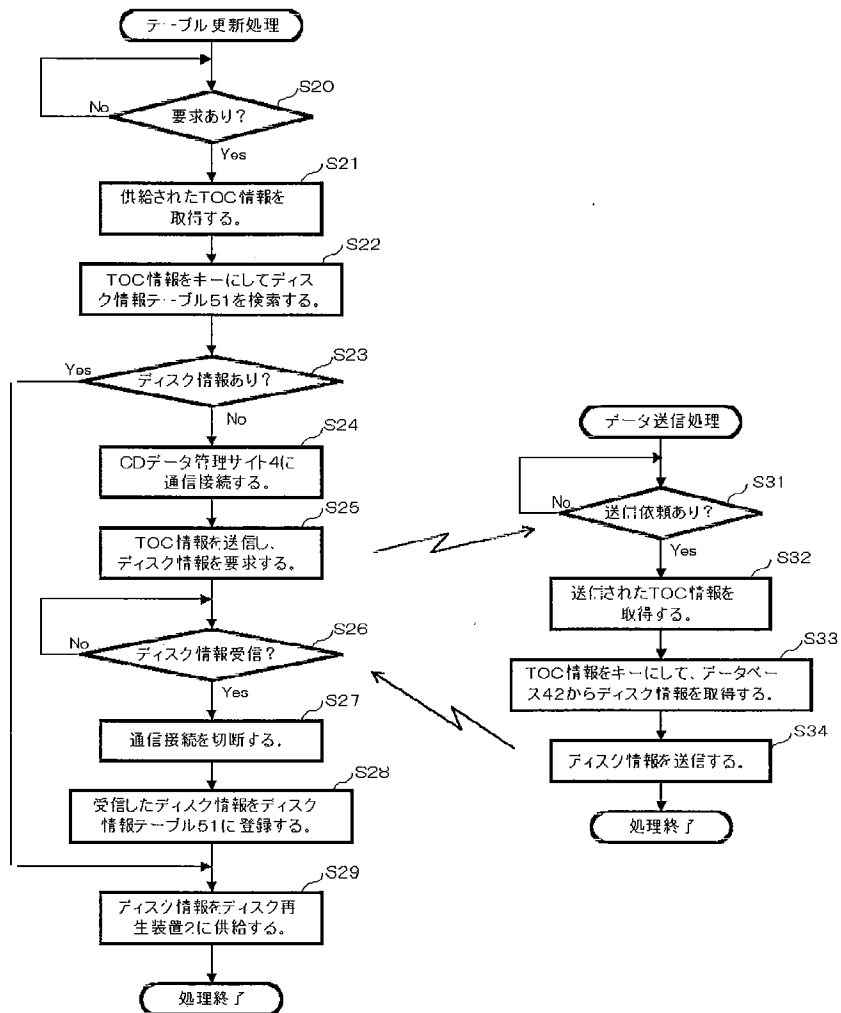 テーブル更新処理
S20
No
要求あり?
Yes
S21
供給されたTOC情報を
取得する。
S22
TOC情報をキーにしてディス
ク情報テーブル51を検索する。
S23
Yes
ディスク情報あり?
No
S24
CDデータ管理サイト4に
通信接続する。
S25
TOC情報を送信し、
ディスク情報を要求する。
S26
No
ディスク情報受信?
Yes
S27
通信接続を切断する。
S28
受信したディスク情報をディスク
情報テーブル51に登録する。
S29
ディスク情報をディスク再
生装置2に供給する。
処理終了
データ送信処理
S31
No
送信依頼あり?
Yes
S32
送信されたTOC情報を
取得する。
S33
TOC情報をキーにして、データベー
ス42からディスク情報を取得する。
S34
ディスク情報を送信する。
処理終了